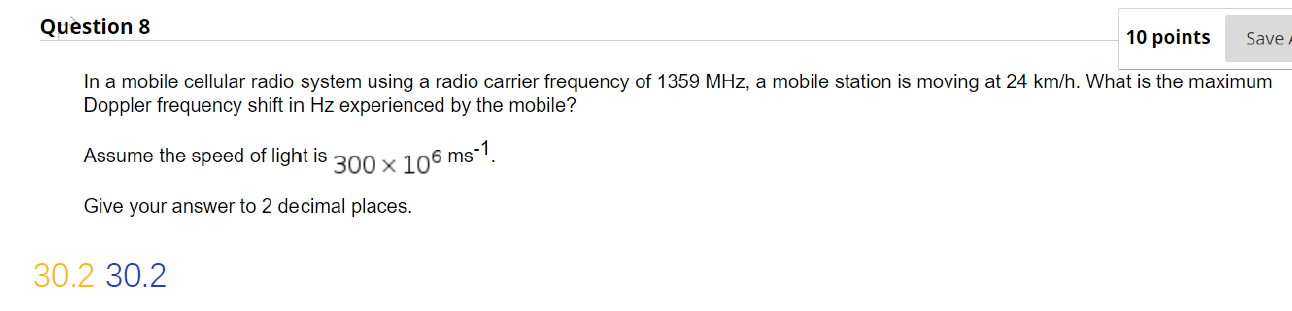 Question 8
10 points
Save
In a mobile cellular radio system using a radio carrier frequency of 1359 MHz, a mobile station is moving at 24 km/h. What is the maximum
Doppler frequency shift in Hz experienced by the mobile?
Assume the speed of light is 300 × 10⁶ ms⁻¹.
Give your answer to 2 decimal places.
30.2 30.2